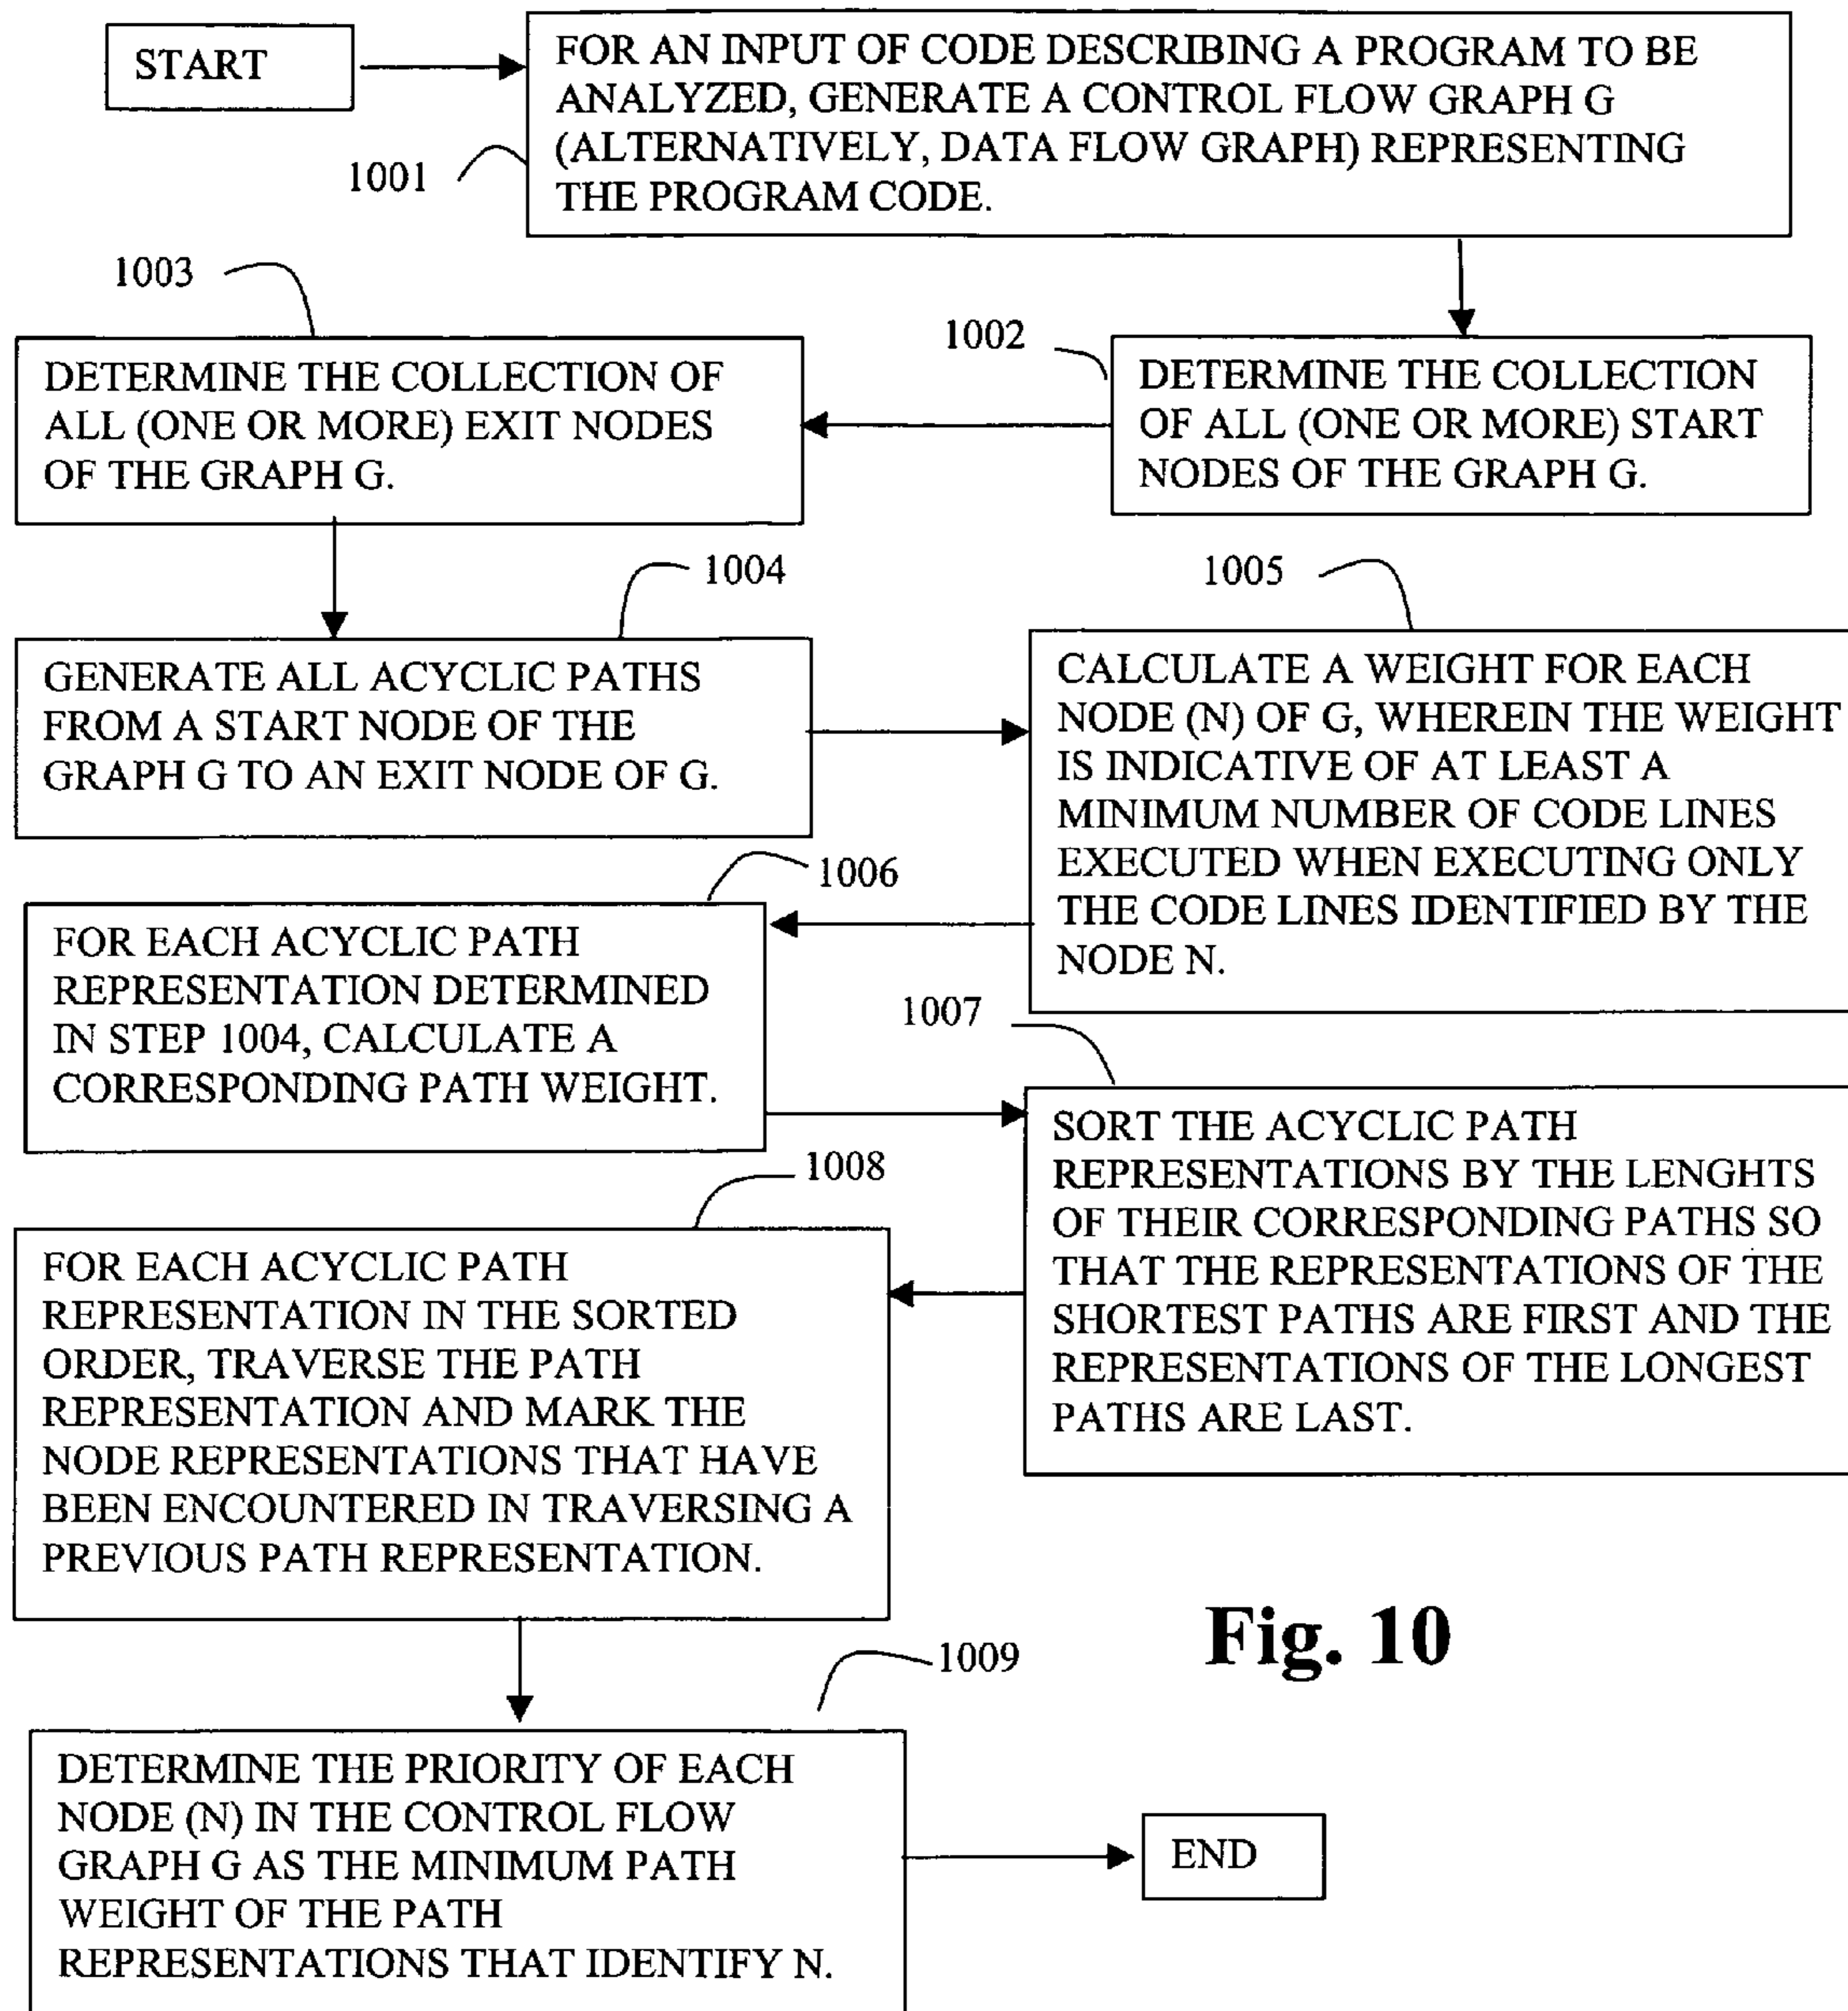 START
FOR AN INPUT OF CODE DESCRIBING A PROGRAM TO BE
ANALYZED, GENERATE A CONTROL FLOW GRAPH G
(ALTERNATIVELY, DATA FLOW GRAPH) REPRESENTING
THE PROGRAM CODE.
1001
1002
DETERMINE THE COLLECTION
OF ALL (ONE OR MORE) START
NODES OF THE GRAPH G.
1003
DETERMINE THE COLLECTION OF
ALL (ONE OR MORE) EXIT NODES
OF THE GRAPH G.
1004
GENERATE ALL ACYCLIC PATHS
FROM A START NODE OF THE
GRAPH G TO AN EXIT NODE OF G.
1005
CALCULATE A WEIGHT FOR EACH
NODE (N) OF G, WHEREIN THE WEIGHT
IS INDICATIVE OF AT LEAST A
MINIMUM NUMBER OF CODE LINES
EXECUTED WHEN EXECUTING ONLY
THE CODE LINES IDENTIFIED BY THE
NODE N.
1006
FOR EACH ACYCLIC PATH
REPRESENTATION DETERMINED
IN STEP 1004, CALCULATE A
CORRESPONDING PATH WEIGHT.
1007
SORT THE ACYCLIC PATH
REPRESENTATIONS BY THE LENGHTS
OF THEIR CORRESPONDING PATHS SO
THAT THE REPRESENTATIONS OF THE
SHORTEST PATHS ARE FIRST AND THE
REPRESENTATIONS OF THE LONGEST
PATHS ARE LAST.
1008
FOR EACH ACYCLIC PATH
REPRESENTATION IN THE SORTED
ORDER, TRAVERSE THE PATH
REPRESENTATION AND MARK THE
NODE REPRESENTATIONS THAT HAVE
BEEN ENCOUNTERED IN TRAVERSING A
PREVIOUS PATH REPRESENTATION.
1009
DETERMINE THE PRIORITY OF EACH
NODE (N) IN THE CONTROL FLOW
GRAPH G AS THE MINIMUM PATH
WEIGHT OF THE PATH
REPRESENTATIONS THAT IDENTIFY N.
END
Fig. 10